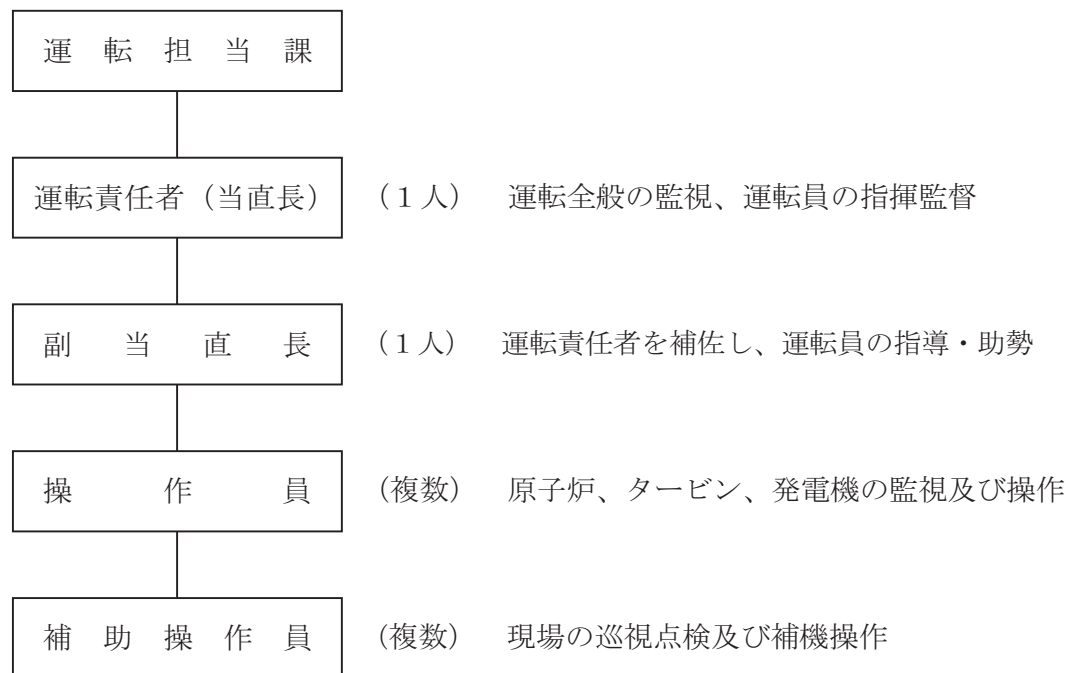 運転担当課
運転責任者（当直長） （１人） 運転全般の監視、運転員の指揮監督
副当直長 （１人） 運転責任者を補佐し、運転員の指導・助勢
操作員 （複数） 原子炉、タービン、発電機の監視及び操作
補助操作員 （複数） 現場の巡視点検及び補機操作